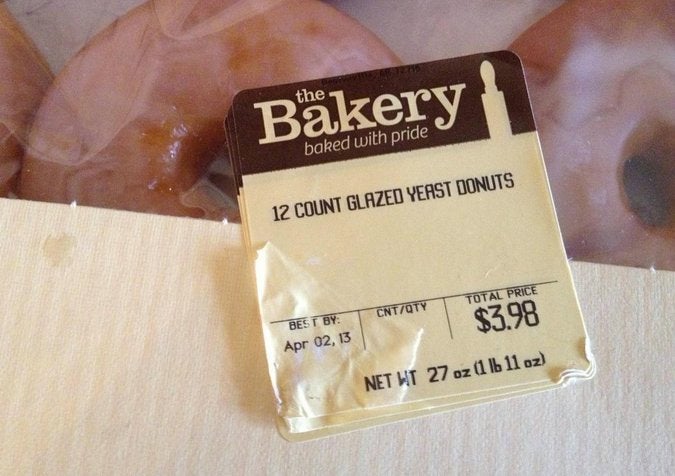 the
Bakery
baked with pride
12 COUNT GLAZED YEAST DONUTS
BEST BY: CNT/QTY TOTAL PRICE
Apr 02, 13 $3.98
NET WT 27 oz (1 lb 11 oz)